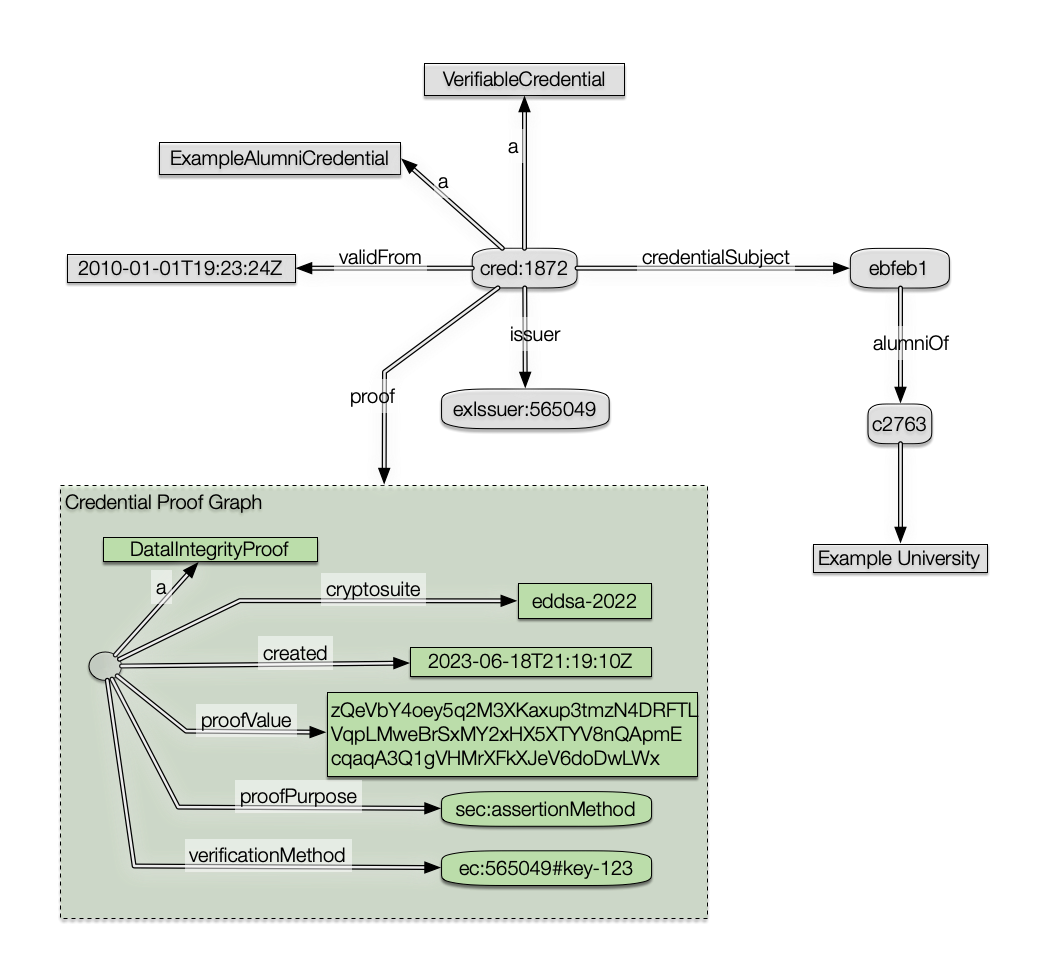 VerifiableCredential
a
ExampleAlumniCredential
a
2010-01-01T19:23:24Z
validFrom
cred:1872
credentialSubject
ebfeb1
issuer
alumniOf
proof
exIssuer:565049
c2763
Credential Proof Graph
DataIIntegrityProof
Example University
a
cryptosuite
eddsa-2022
created
2023-06-18T21:19:10Z
proofValue
zQeVbY4oey5q2M3XKaxup3tmzN4DRFTL
VqpLMweBrSxMY2xHX5XTYV8nQApmE
cqaqA3Q1gVHMrXFkXJeV6doDwLWx
proofPurpose
sec:assertionMethod
verificationMethod
ec:565049#key-123